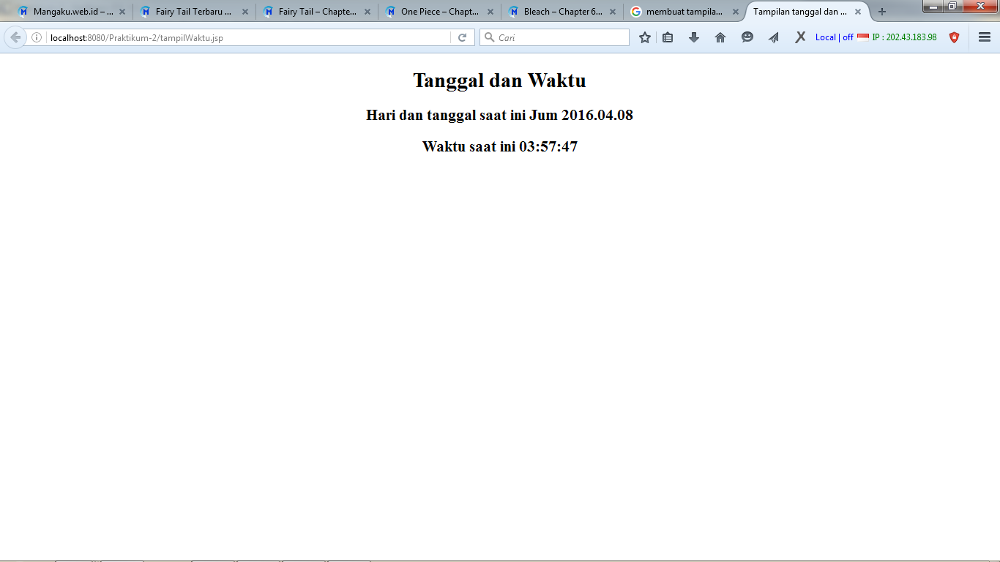 Mangaku.web.id – ...
Fairy Tail Terbaru ...
Fairy Tail – Chapte...
One Piece – Chapt...
Bleach – Chapter 6...
membuat tampila...
Tampilan tanggal dan ...
localhost:8080/Praktikum-2/tampilWaktu.jsp
Cari
Local | off
IP : 202.43.183.98
Tanggal dan Waktu
Hari dan tanggal saat ini Jum 2016.04.08
Waktu saat ini 03:57:47